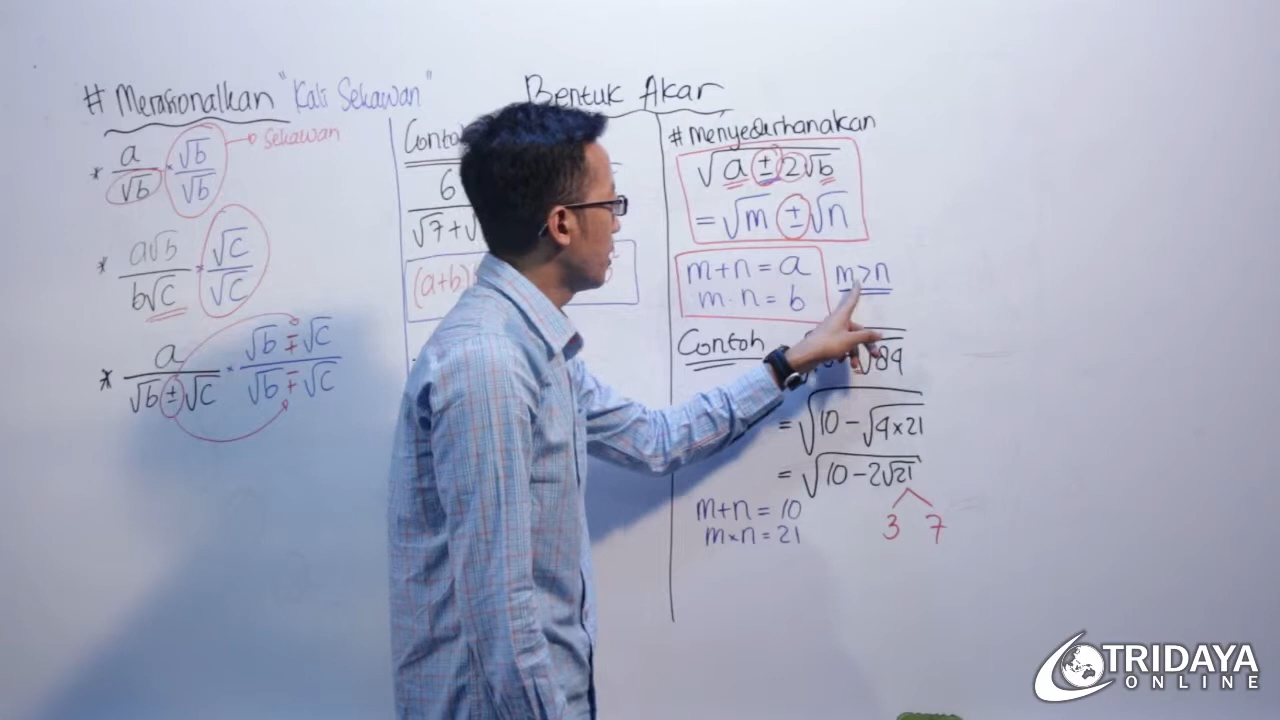 Bentuk Akar
# Merasionalkan "Kali Sekawan"
* a/√b × √b/√b → Sekawan
* a√b/b√c × √c/√c
* a/(√b ± √c) × (√b ∓ √c)/(√b ∓ √c)
6
√7+√
(a+b)
# Menyederhanakan
√(a ± 2√b)
= √m ± √n
m+n = a
m·n = b
m>n
Contoh
√84
= √(10 - √(4×21))
= √(10 - 2√21)
3 7
m+n = 10
m×n = 21
TRIDAYA
ONLINE